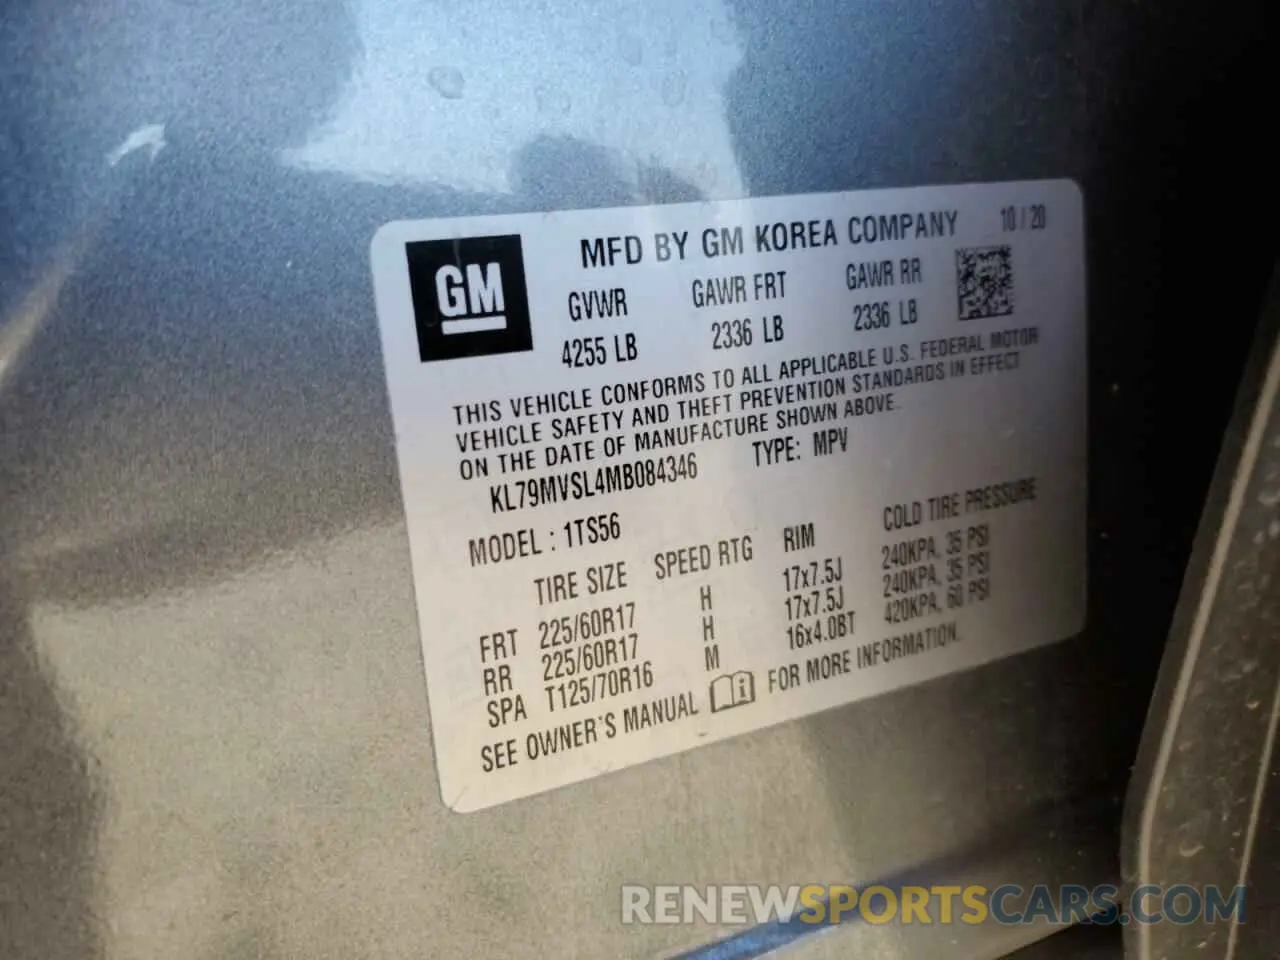 GM
MFD BY GM KOREA COMPANY 10 / 20
GVWR GAWR FRT GAWR RR
4255 LB 2336 LB 2336 LB
THIS VEHICLE CONFORMS TO ALL APPLICABLE U.S. FEDERAL MOTOR
VEHICLE SAFETY AND THEFT PREVENTION STANDARDS IN EFFECT
ON THE DATE OF MANUFACTURE SHOWN ABOVE.
KL79MVSL4MB084346 TYPE: MPV
MODEL : 1TS56
TIRE SIZE SPEED RTG RIM COLD TIRE PRESSURE
FRT 225/60R17 H 17x7.5J 240KPA, 35 PSI
RR 225/60R17 H 17x7.5J 240KPA, 35 PSI
SPA T125/70R16 M 16x4.0BT 420KPA, 60 PSI
SEE OWNER'S MANUAL FOR MORE INFORMATION.
RENEWSPORTSCARS.COM